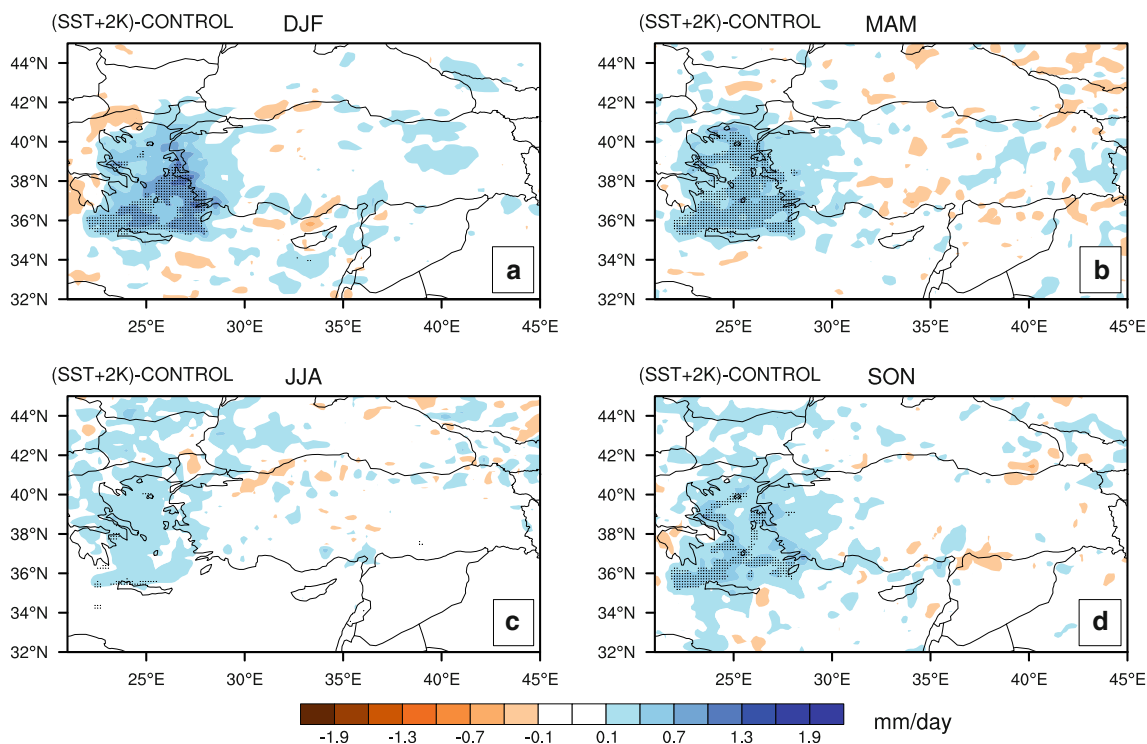 (SST+2K)-CONTROL DJF
44°N
42°N
40°N
38°N
36°N
34°N
32°N
25°E 30°E 35°E 40°E 45°E
a
(SST+2K)-CONTROL MAM
44°N
42°N
40°N
38°N
36°N
34°N
32°N
25°E 30°E 35°E 40°E 45°E
b
(SST+2K)-CONTROL JJA
44°N
42°N
40°N
38°N
36°N
34°N
32°N
25°E 30°E 35°E 40°E 45°E
c
(SST+2K)-CONTROL SON
44°N
42°N
40°N
38°N
36°N
34°N
32°N
25°E 30°E 35°E 40°E 45°E
d
-1.9 -1.3 -0.7 -0.1 0.1 0.7 1.3 1.9 mm/day